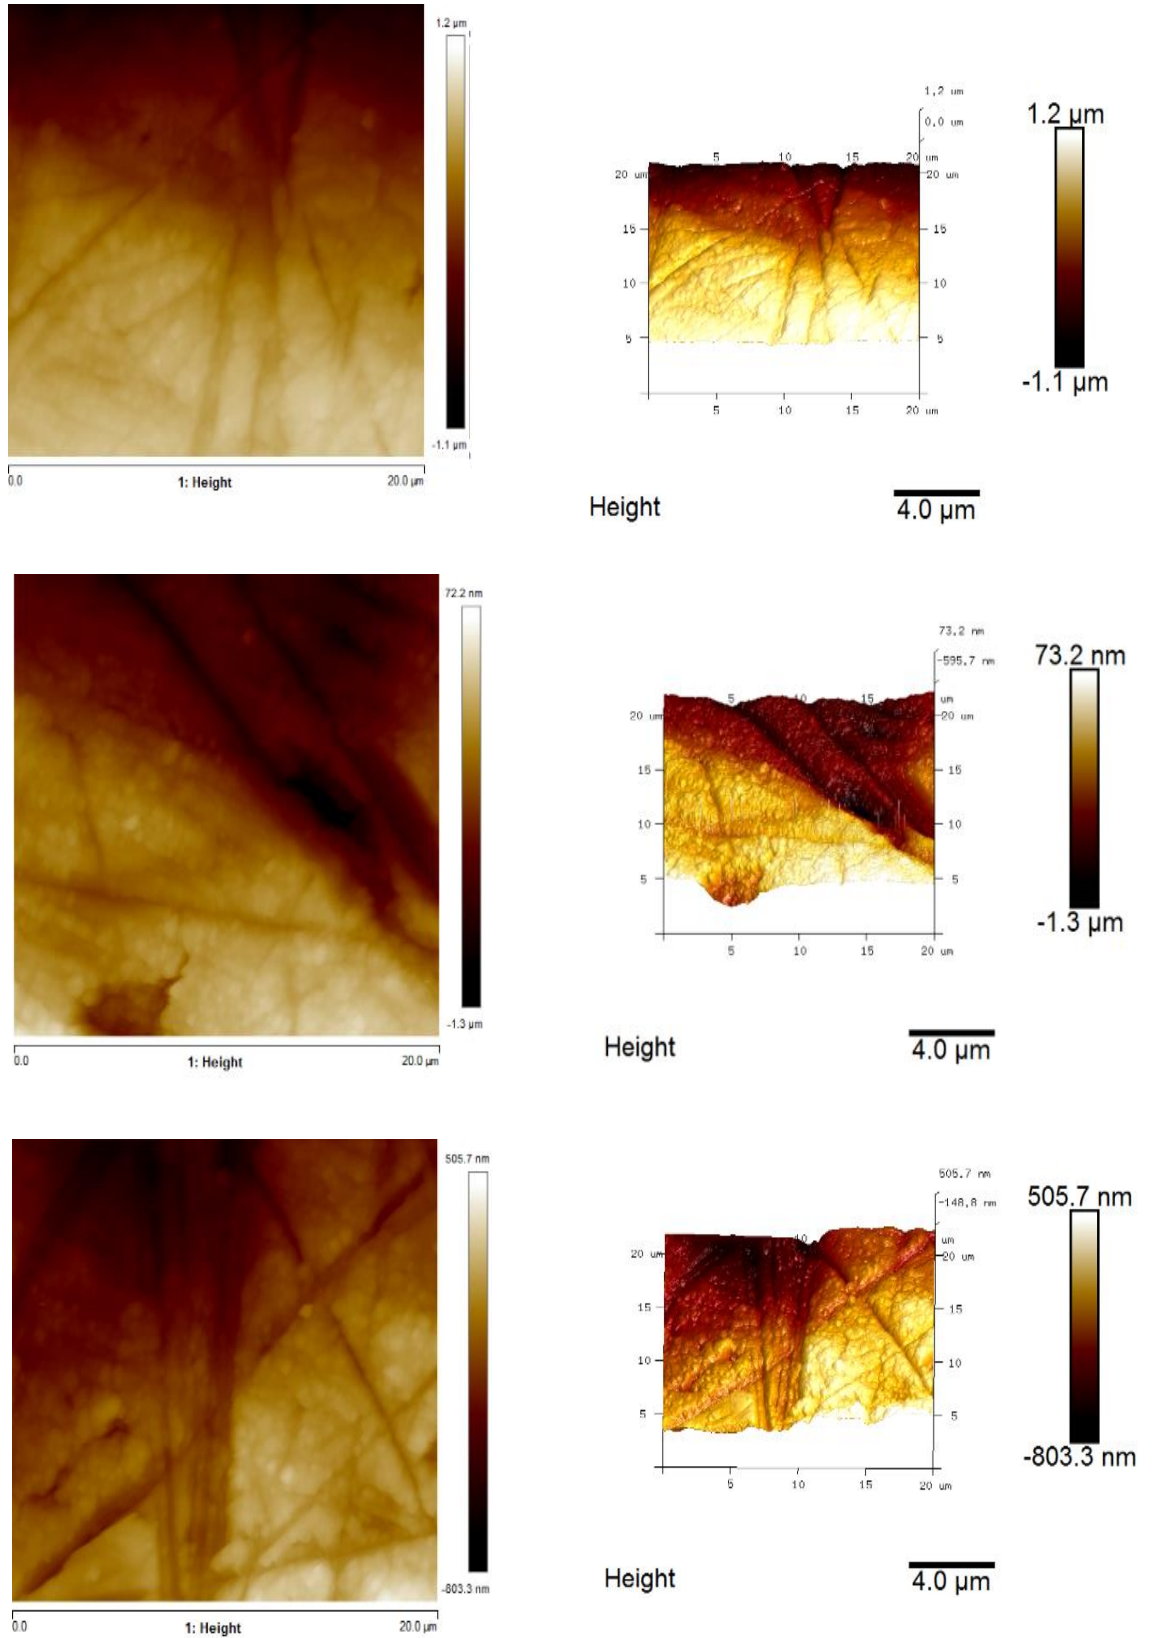 1.2 µm
-1.1 µm
0.0
20.0 µm
1: Height
1,2 um
0,0 um
5 10 15 20 um
20 um 20 um
15 15
10 10
5 5
5 10 15 20 um
1.2 µm
-1.1 µm
Height
4.0 µm
72.2 nm
-1.3 µm
0.0
20.0 µm
1: Height
73,2 nm
-595,7 nm
5 10 15 um
20 um 20 um
15 15
10 10
5 5
5 10 15 20 um
73.2 nm
-1.3 µm
Height
4.0 µm
505.7 nm
-803.3 nm
0.0
20.0 µm
1: Height
505,7 nm
-148,8 nm
10 um
20 um 20 um
15 15
10 10
5 5
5 10 15 20 um
505.7 nm
-803.3 nm
Height
4.0 µm